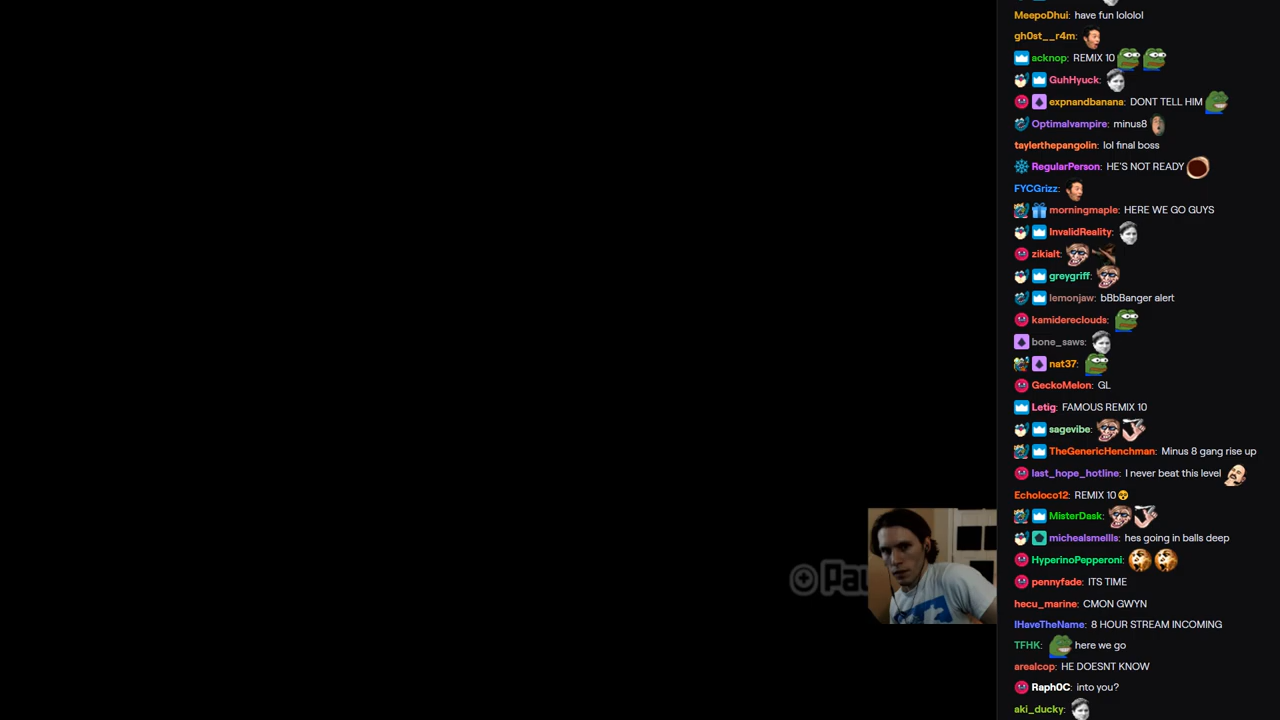 MeepoDhui: have fun lololol
gh0st__r4m:
acknop: REMIX 10
GuhHyuck:
expnandbanana: DONT TELL HIM
Optimalvampire: minus8
taylerthepangolin: lol final boss
RegularPerson: HE'S NOT READY
FYCGrizz:
morningmaple: HERE WE GO GUYS
InvalidReality:
zikialt:
greygriff:
lemonjaw: bBbBanger alert
kamidereclouds:
bone_saws:
nat37:
GeckoMelon: GL
Letig: FAMOUS REMIX 10
sagevibe:
TheGenericHenchman: Minus 8 gang rise up
last_hope_hotline: I never beat this level
Echoloco12: REMIX 10
MisterDask:
michealsmellls: hes going in balls deep
HyperinoPepperoni:
pennyfade: ITS TIME
hecu_marine: CMON GWYN
IHaveTheName: 8 HOUR STREAM INCOMING
TFHK: here we go
arealcop: HE DOESNT KNOW
Raph0C: into you?
aki_ducky: